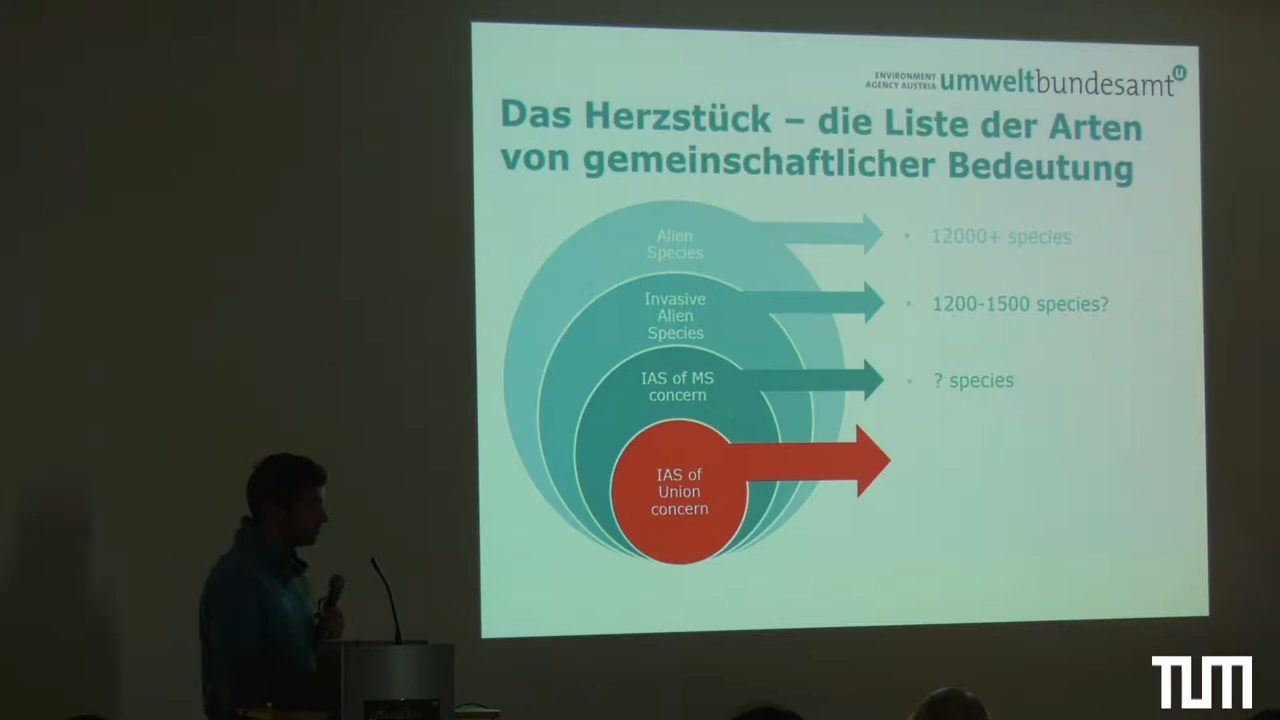 ENVIRONMENT
AGENCY AUSTRIA umweltbundesamt u
Das Herzstück – die Liste der Arten
von gemeinschaftlicher Bedeutung
Alien
Species
• 12000+ species
Invasive
Alien
Species
• 1200-1500 species?
IAS of MS
concern
• ? species
IAS of
Union
concern
TUM